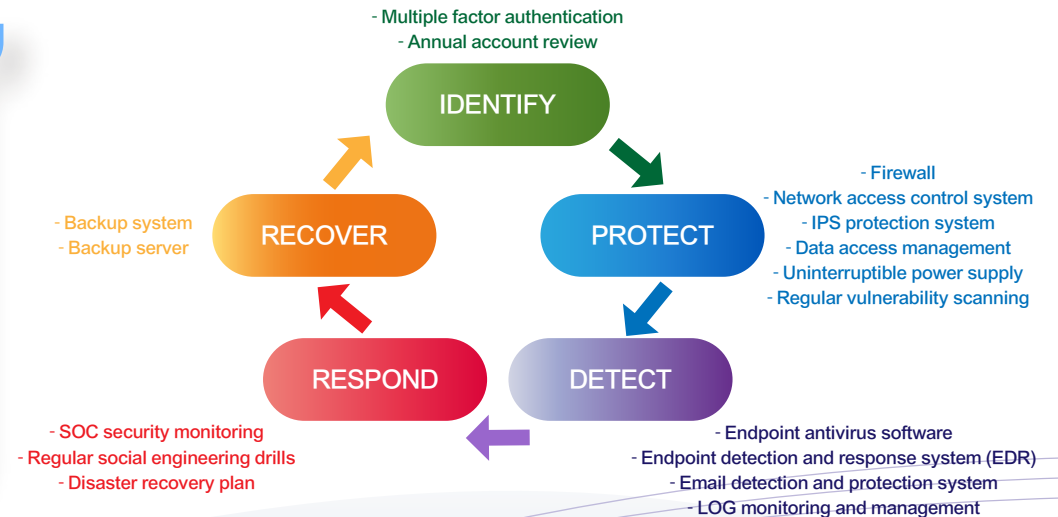 - Multiple factor authentication
- Annual account review
IDENTIFY
- Firewall
- Network access control system
- IPS protection system
- Data access management
- Uninterruptible power supply
- Regular vulnerability scanning
PROTECT
- Backup system
- Backup server
RECOVER
RESPOND
DETECT
- SOC security monitoring
- Regular social engineering drills
- Disaster recovery plan
- Endpoint antivirus software
- Endpoint detection and response system (EDR)
- Email detection and protection system
- LOG monitoring and management